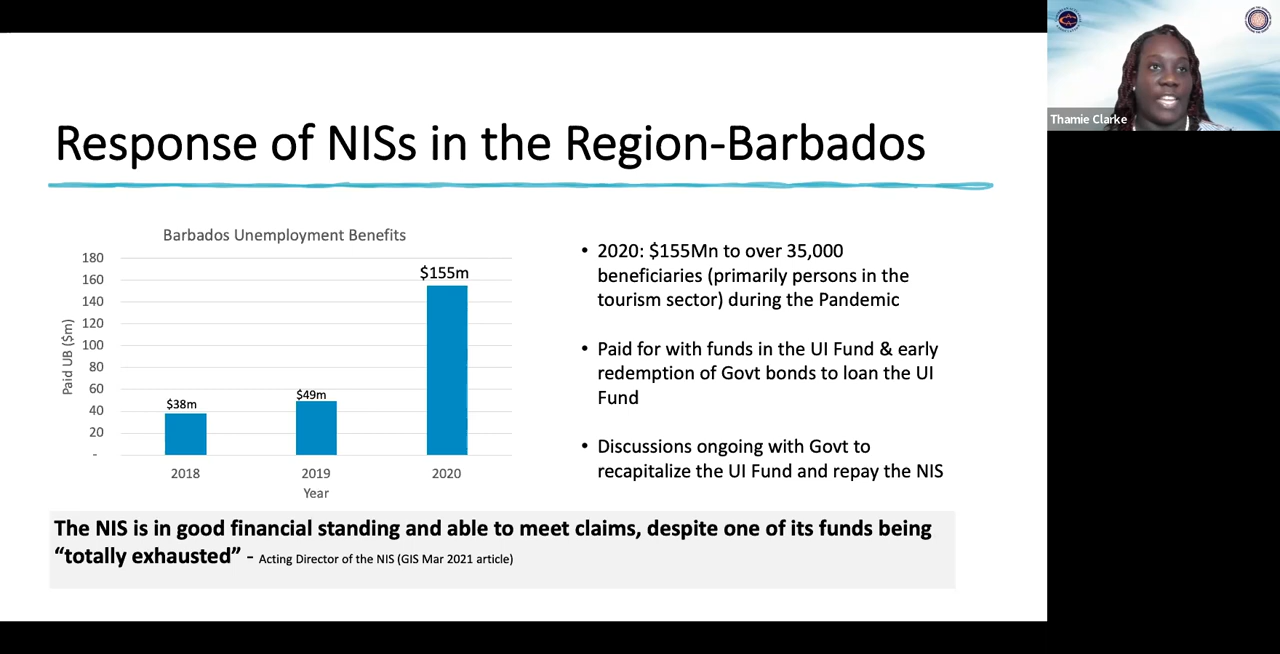 Thamie Clarke
Response of NISs in the Region-Barbados
Barbados Unemployment Benefits
Paid UB ($m)
180
160
140
120
100
80
60
40
20
-
$38m
$49m
$155m
2018
2019
2020
Year
• 2020: $155Mn to over 35,000
beneficiaries (primarily persons in the
tourism sector) during the Pandemic
• Paid for with funds in the UI Fund & early
redemption of Govt bonds to loan the UI
Fund
• Discussions ongoing with Govt to
recapitalize the UI Fund and repay the NIS
The NIS is in good financial standing and able to meet claims, despite one of its funds being
“totally exhausted” - Acting Director of the NIS (GIS Mar 2021 article)